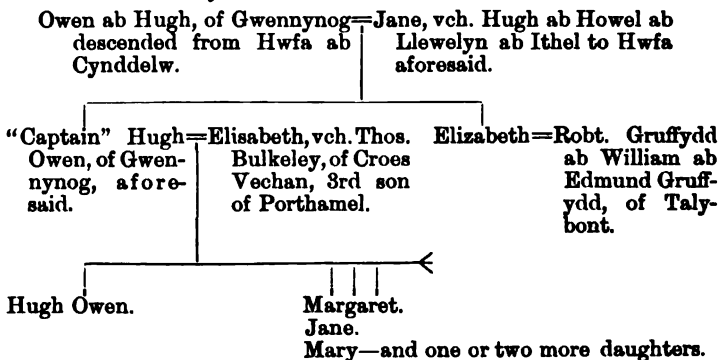 Owen ab Hugh, of Gwennynog=Jane, vch. Hugh ab Howel ab
descended from Hwfa ab Llewelyn ab Ithel to Hwfa
Cynddelw. aforesaid.
"Captain" Hugh=Elisabeth, vch. Thos. Elizabeth=Robt. Gruffydd
Owen, of Gwen- Bulkeley, of Croes ab William ab
nynog, afore- Vechan, 3rd son Edmund Gruff-
said. of Porthamel. ydd, of Taly-
bont.
Hugh Owen. Margaret.
Jane.
Mary—and one or two more daughters.